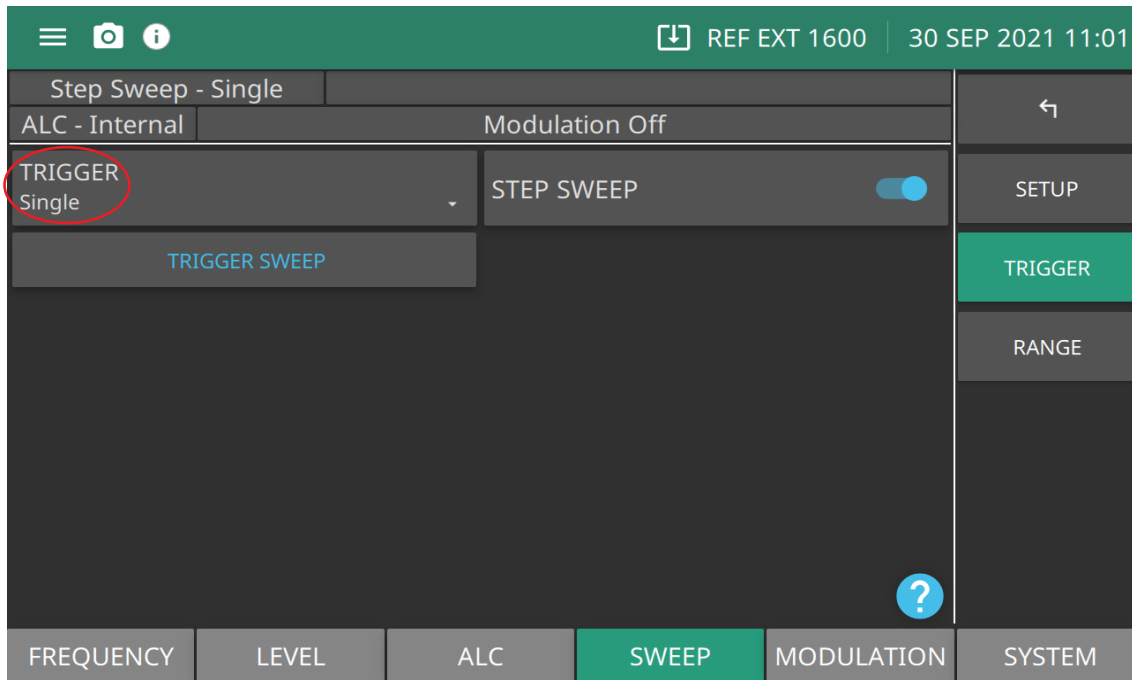 REF EXT 1600
30 SEP 2021 11:01
Step Sweep - Single
ALC - Internal
Modulation Off
TRIGGER
Single
STEP SWEEP
TRIGGER SWEEP
SETUP
TRIGGER
RANGE
?
FREQUENCY
LEVEL
ALC
SWEEP
MODULATION
SYSTEM